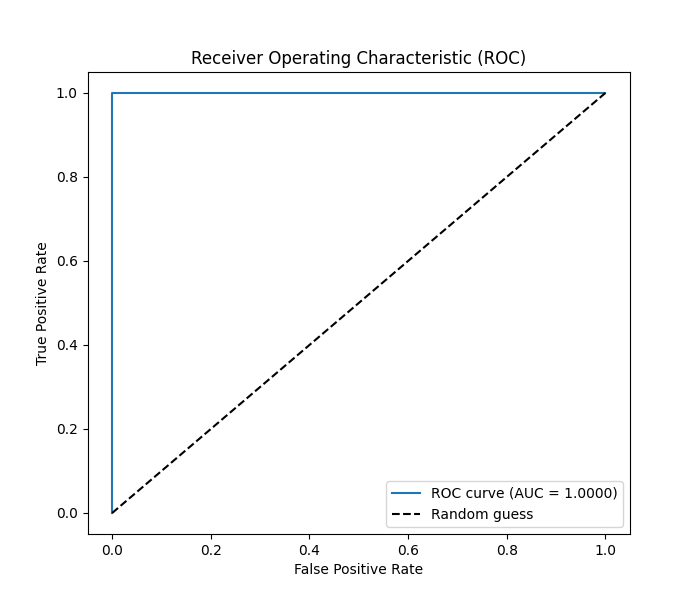 Receiver Operating Characteristic (ROC)
True Positive Rate
1.0
0.8
0.6
0.4
0.2
0.0
ROC curve (AUC = 1.0000)
Random guess
0.0 0.2 0.4 0.6 0.8 1.0
False Positive Rate